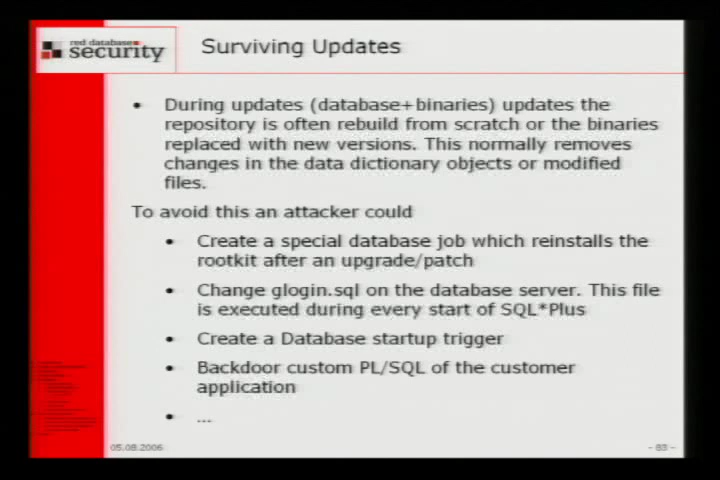 red database
security
Surviving Updates
• During updates (database+binaries) updates the
repository is often rebuild from scratch or the binaries
replaced with new versions. This normally removes
changes in the data dictionary objects or modified
files.
To avoid this an attacker could
• Create a special database job which reinstalls the
rootkit after an upgrade/patch
• Change glogin.sql on the database server. This file
is executed during every start of SQL*Plus
• Create a Database startup trigger
• Backdoor custom PL/SQL of the customer
application
• ...
05.08.2006
- 83 -